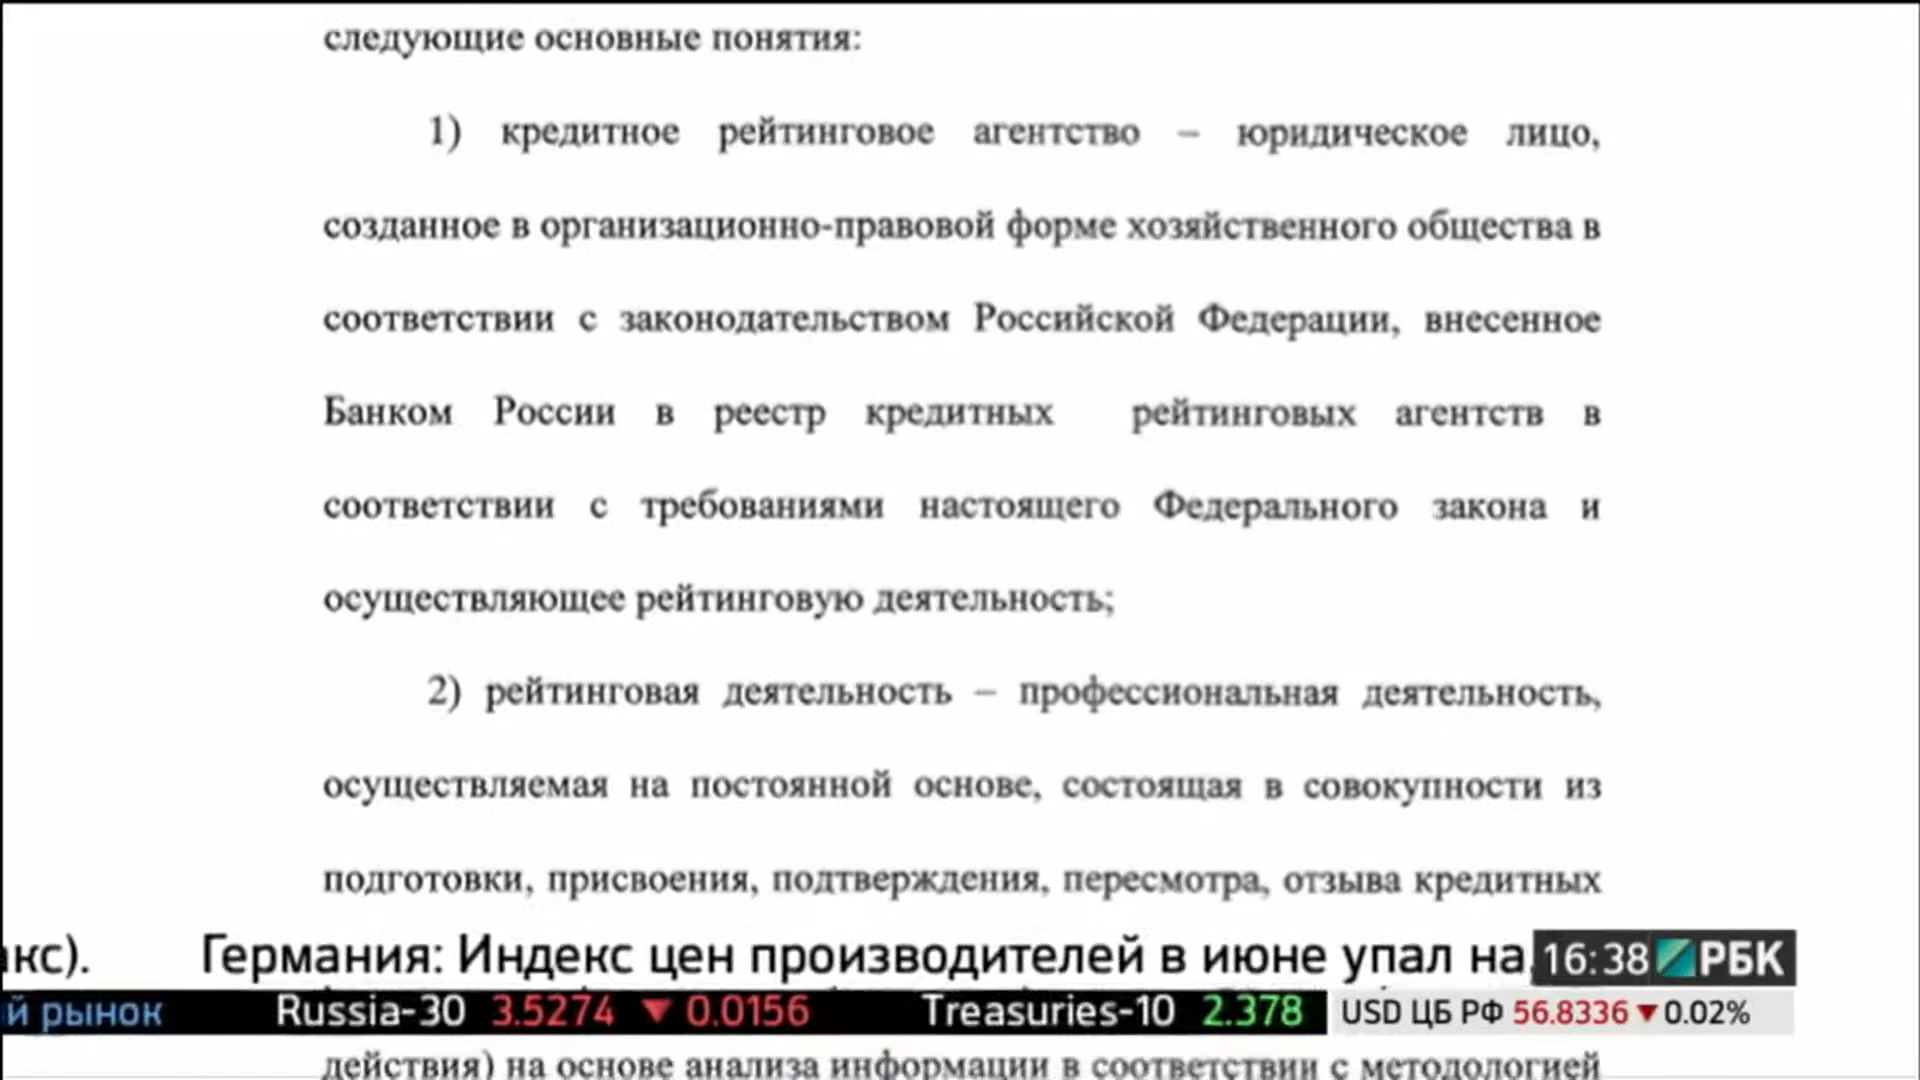 следующие основные понятия:
1) кредитное рейтинговое агентство – юридическое лицо,
созданное в организационно-правовой форме хозяйственного общества в
соответствии с законодательством Российской Федерации, внесенное
Банком России в реестр кредитных рейтинговых агентств в
соответствии с требованиями настоящего Федерального закона и
осуществляющее рейтинговую деятельность;
2) рейтинговая деятельность – профессиональная деятельность,
осуществляемая на постоянной основе, состоящая в совокупности из
подготовки, присвоения, подтверждения, пересмотра, отзыва кредитных
акс). Германия: Индекс цен производителей в июне упал на 16:38 РБК
й рынок Russia-30 3.5274 ▼ 0.0156 Treasuries-10 2.378 USD ЦБ РФ 56.8336 ▼ 0.02%
действия) на основе анализа информации в соответствии с методологией